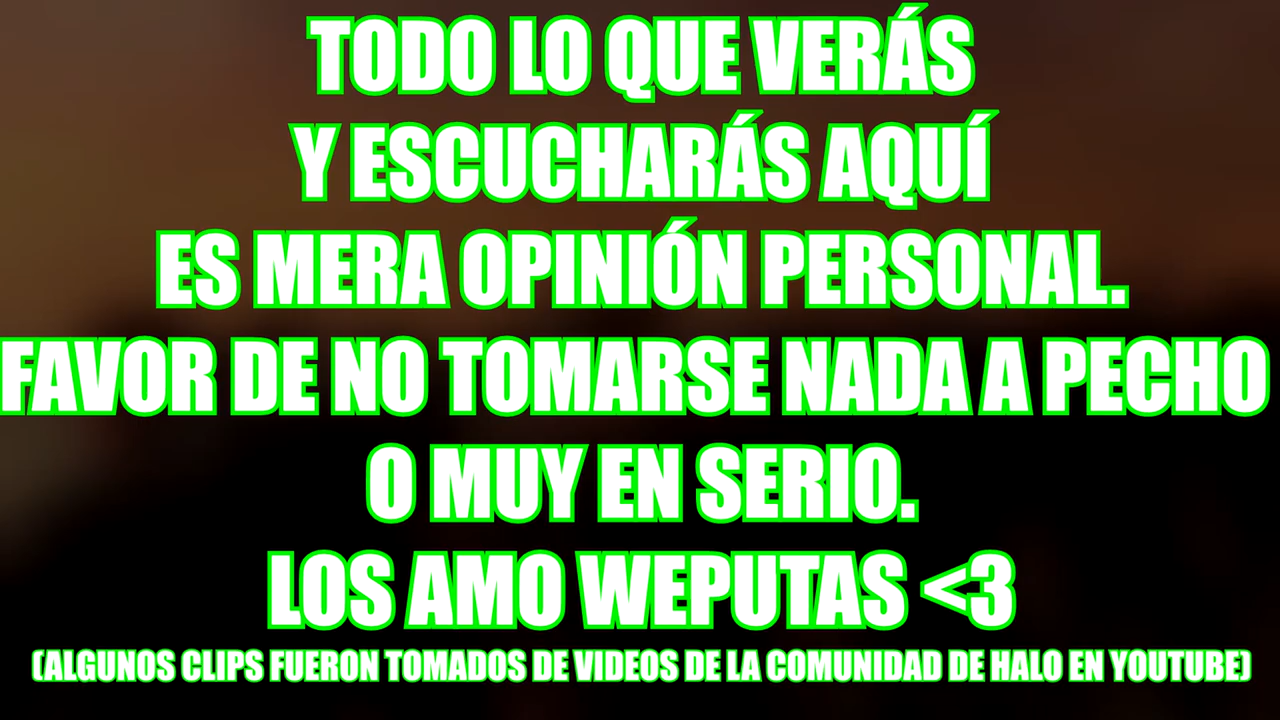 TODO LO QUE VERÁS
Y ESCUCHARÁS AQUÍ
ES MERA OPINIÓN PERSONAL.
FAVOR DE NO TOMARSE NADA A PECHO
O MUY EN SERIO.
LOS AMO WEPUTAS <3
(ALGUNOS CLIPS FUERON TOMADOS DE VIDEOS DE LA COMUNIDAD DE HALO EN YOUTUBE)